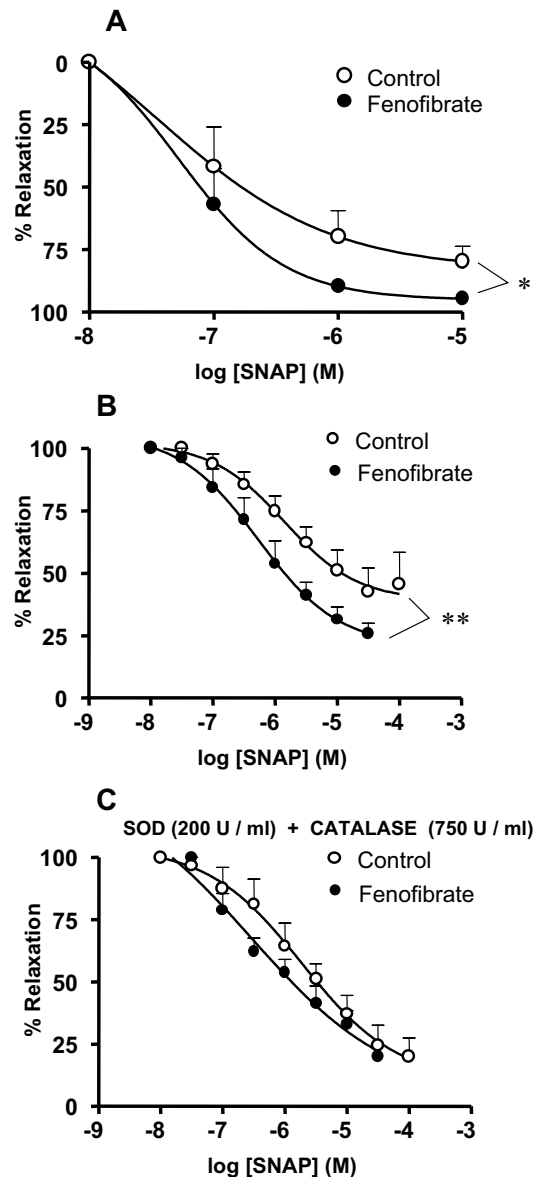 A
Control
Fenofibrate
0
25
50
75
100
% Relaxation
*
-8
-7
-6
-5
log [SNAP] (M)
B
Control
Fenofibrate
100
75
50
25
0
% Relaxation
**
-9
-8
-7
-6
-5
-4
-3
log [SNAP] (M)
C
SOD (200 U / ml) + CATALASE (750 U / ml)
Control
Fenofibrate
100
75
50
25
0
% Relaxation
-9
-8
-7
-6
-5
-4
-3
log [SNAP] (M)